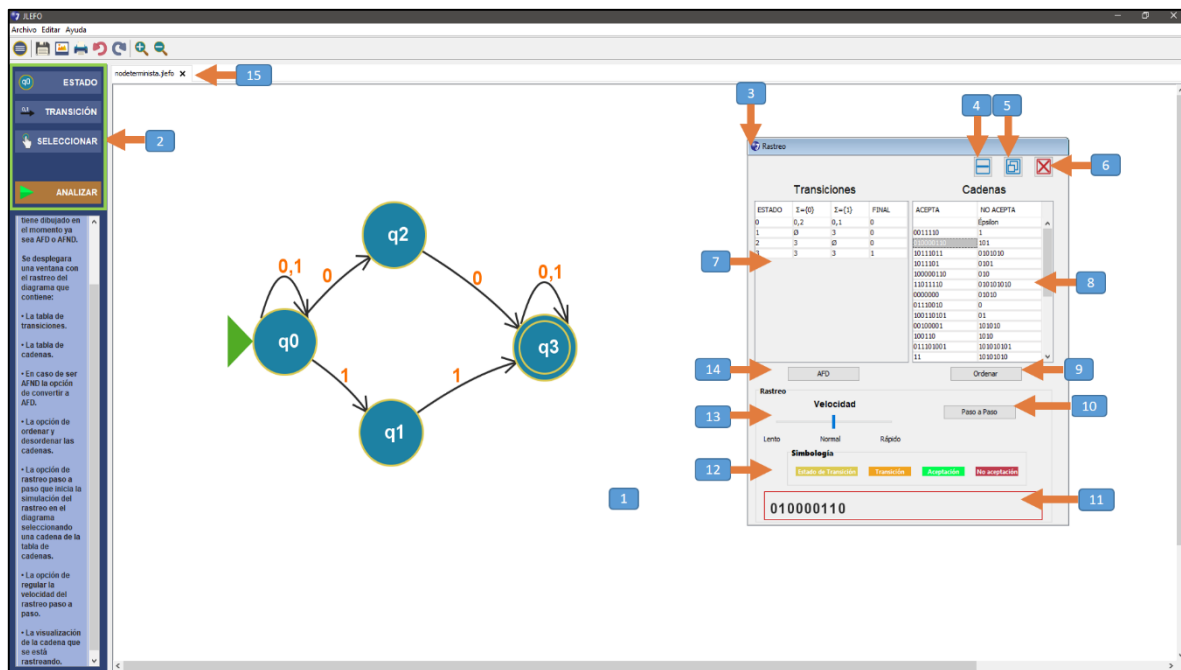 JLEFO
Archivo Editar Ayuda
nodeterminista.jlefo X
15
q0 ESTADO
0,1 TRANSICIÓN
SELECCIONAR
2
ANALIZAR
tiene dibujado en
el momento ya
sea AFD o AFND.
Se desplegara
una ventana con
el rastreo del
diagrama que
contiene:
• La tabla de
transiciones.
• La tabla de
cadenas.
• En caso de ser
AFND la opción
de convertir a
AFD.
• La opción de
ordenar y
desordenar las
cadenas.
• La opción de
rastreo paso a
paso que inicia la
simulación del
rastreo en el
diagrama
seleccionando
una cadena de la
tabla de
cadenas.
• La opción de
regular la
velocidad del
rastreo paso a
paso.
• La visualización
de la cadena que
se está
rastreando.
q2
0,1
0
0
0,1
q0
q3
1
1
q1
1
3
4
5
Rastreo
6
Transiciones
Cadenas
ESTADO Σ={0} Σ={1} FINAL
0 0,2 0,1 0
1 Ø 3 0
2 3 Ø 0
3 3 3 1
7
ACEPTA NO ACEPTA
Épsilon
0011110 1
010000110 101
10111011 0101010
1011101 0101
100000110 010
11011110 010101010
0000000 01010
01110010 0
100110101 01
00100001 101010
100110 1010
011101001 101010101
11 10101010
8
14
AFD
Ordenar
9
Rastreo
13
Velocidad
Lento Normal Rápido
Paso a Paso
10
12
Simbología
Estado de Transición Transición Aceptación No aceptación
010000110
11